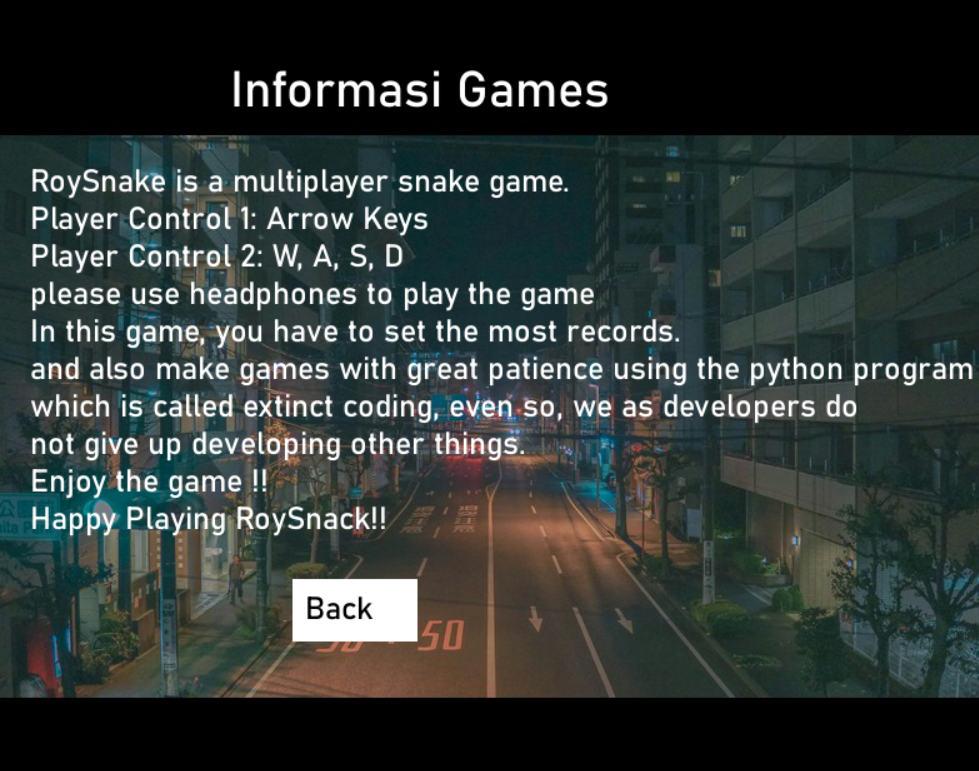 Informasi Games
RoySnake is a multiplayer snake game.
Player Control 1: Arrow Keys
Player Control 2: W, A, S, D
please use headphones to play the game
In this game, you have to set the most records.
and also make games with great patience using the python program
which is called extinct coding, even so, we as developers do
not give up developing other things.
Enjoy the game !!
Happy Playing RoySnack!!
Back
50